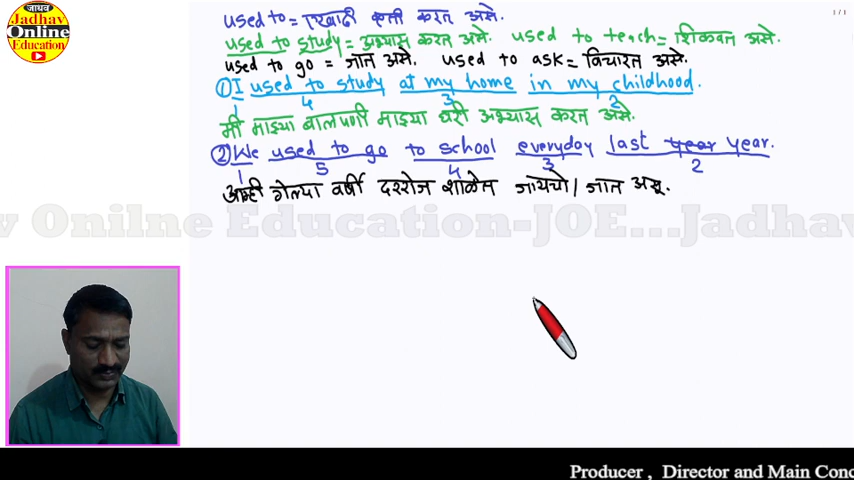 जाधव
Jadhav
Online
Education
1 / 1
used to = एखादी कृती करत असे.
used to study = अभ्यास करत असे. used to teach = शिकवत असे.
used to go = जात असे. used to ask = विचारत असे.
① I used to study at my home in my childhood.
1 4 3 2
मी माझ्या बालपणी माझ्या घरी अभ्यास करत असे.
② We used to go to school everyday last year year.
1 5 4 3 2
आम्ही गेल्या वर्षी दररोज शाळेत जायचो / जात असू.
v Onilne Education-JOE...Jadhav
Producer , Director and Main Conc